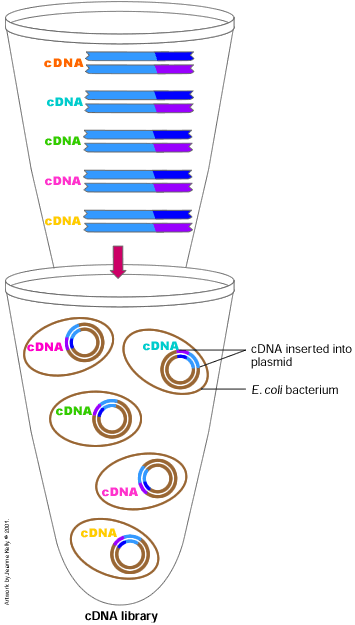 cDNA
cDNA
cDNA
cDNA
cDNA
cDNA
cDNA
cDNA inserted into
plasmid
E. coli bacterium
cDNA
cDNA
cDNA
Artwork by Jeanne Kelly © 2001.
cDNA library